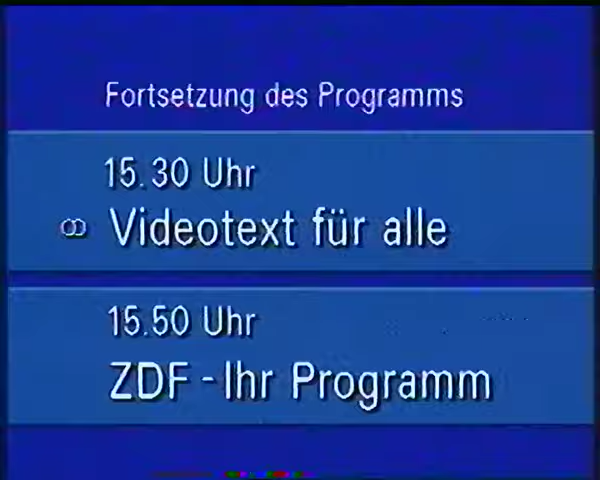 Fortsetzung des Programms
15.30 Uhr
ꝏ Videotext für alle
15.50 Uhr
ZDF - Ihr Programm